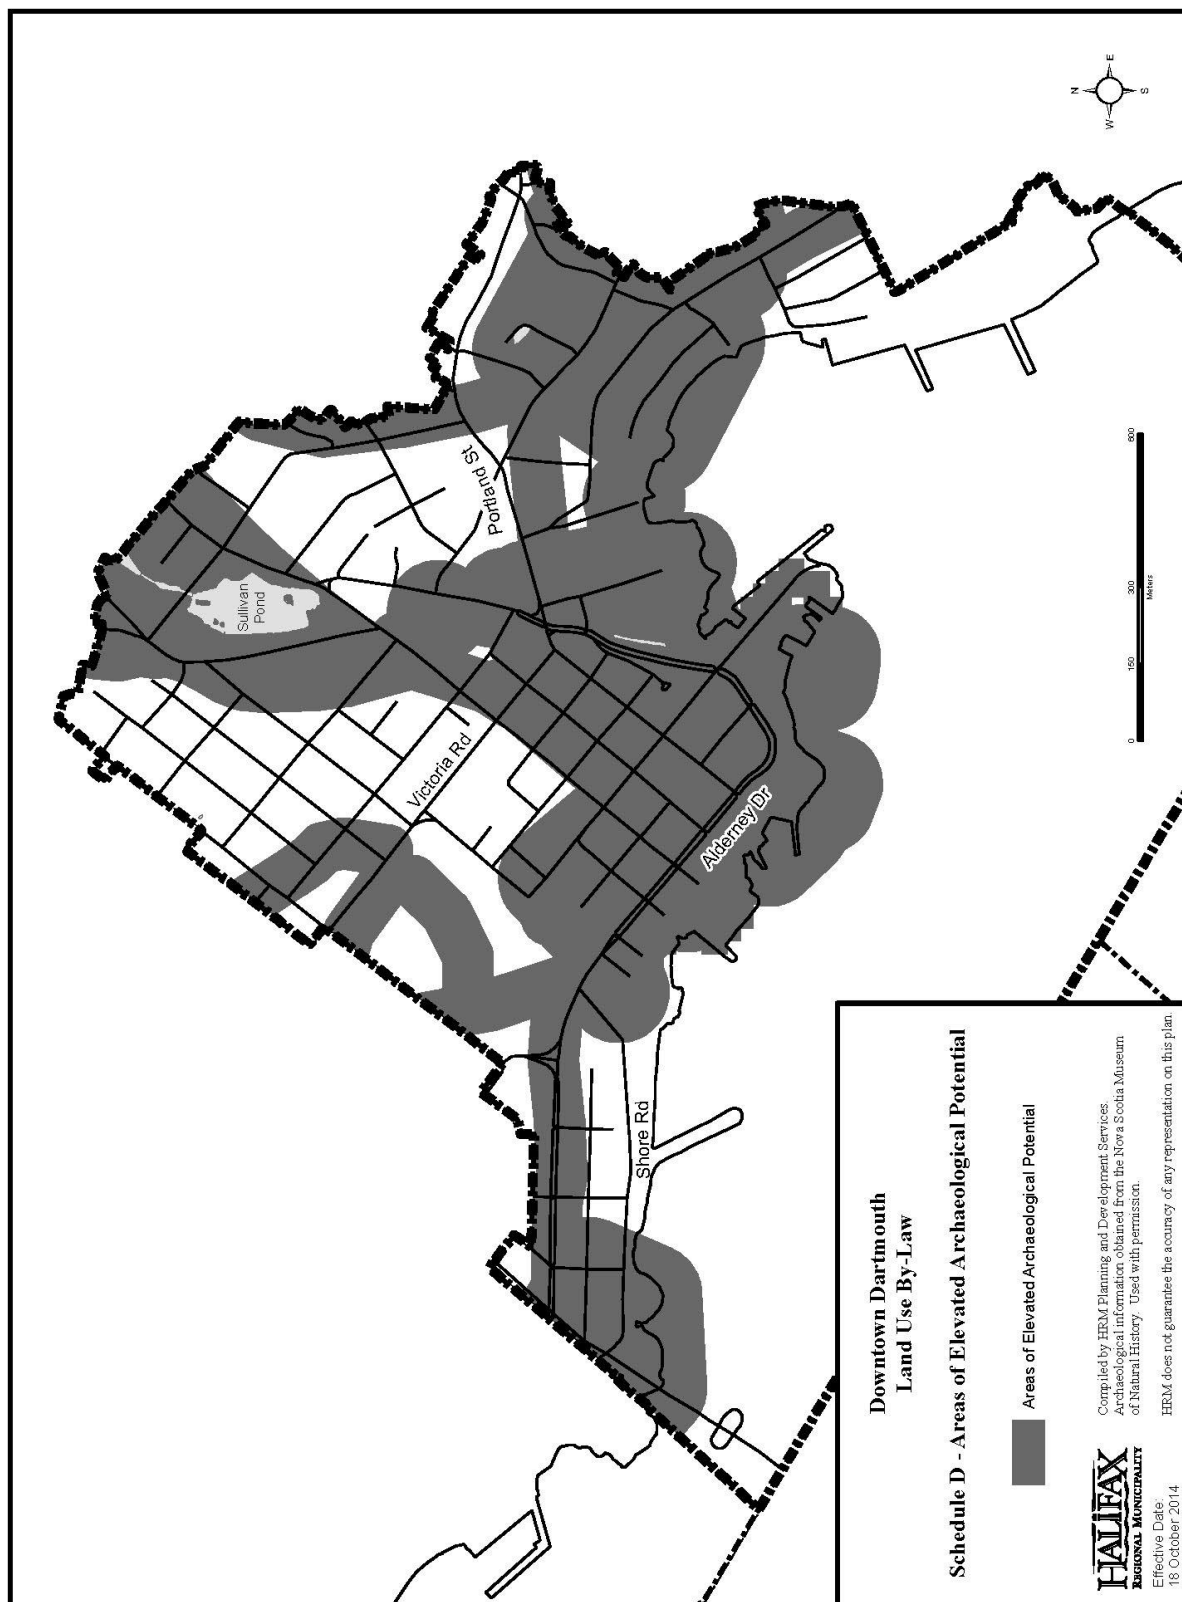 N
W
E
S
Sullivan
Pond
Portland St
Victoria Rd
Alderney Dr
Shore Rd
0
150
300
600
Meters
Downtown Dartmouth
Land Use By-Law
Schedule D - Areas of Elevated Archaeological Potential
Areas of Elevated Archaeological Potential
HALIFAX
REGIONAL MUNICIPALITY
Effective Date:
18 October 2014
Compiled by HRM Planning and Development Services.
Archaeological information obtained from the Nova Scotia Museum
of Natural History. Used with permission.
HRM does not guarantee the accuracy of any representation on this plan.